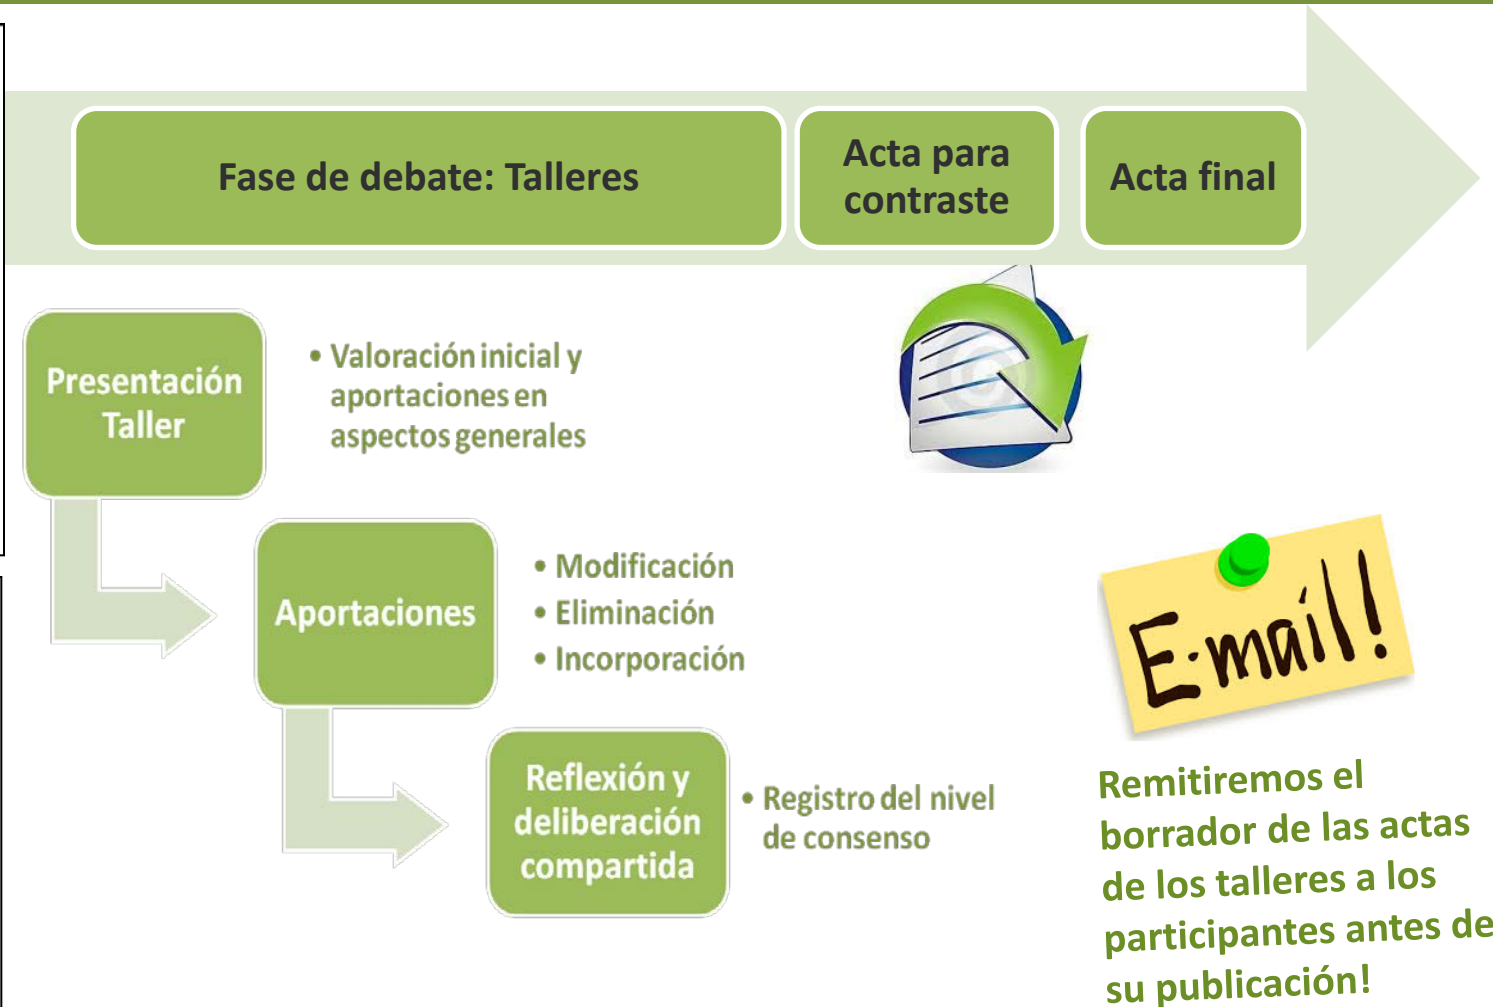 Fase de debate: Talleres
Acta para
contraste
Acta final
Presentación
Taller
• Valoración inicial y
aportaciones en
aspectos generales
Aportaciones
• Modificación
• Eliminación
• Incorporación
Reflexión y
deliberación
compartida
• Registro del nivel
de consenso
E-mail!
Remitiremos el
borrador de las actas
de los talleres a los
participantes antes de
su publicación!